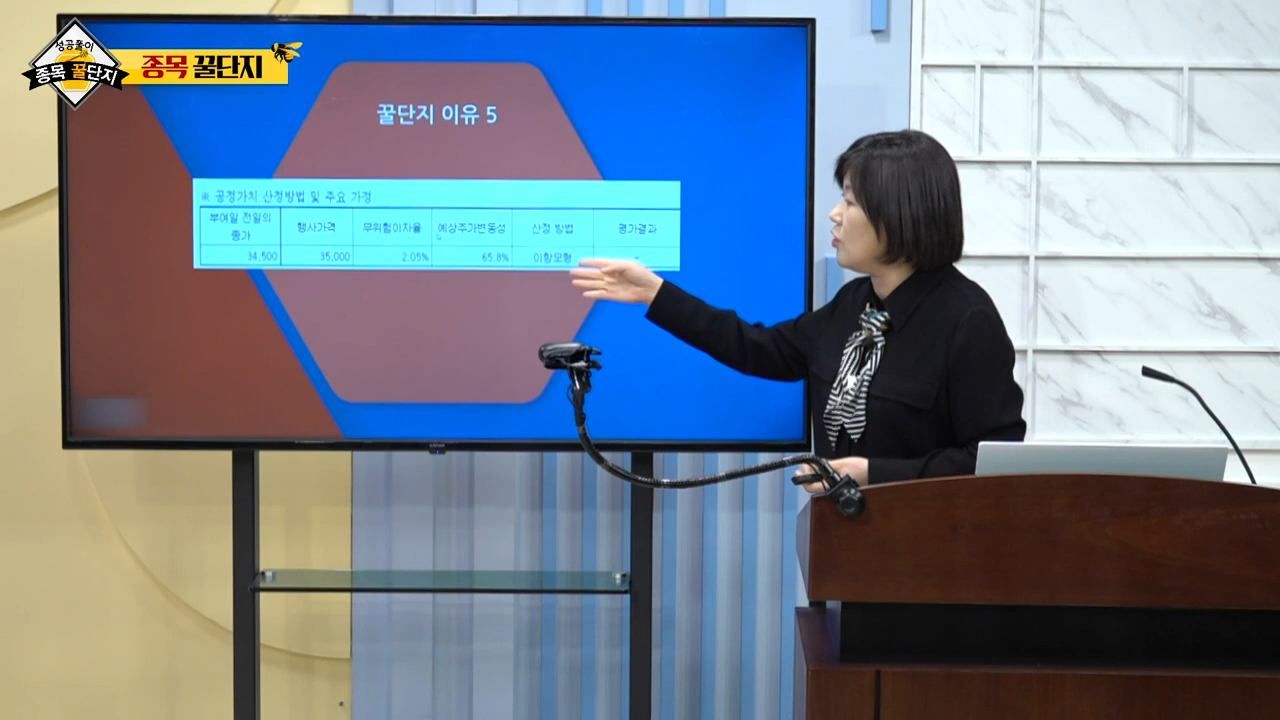 성공풀이
종목 꿀단지
종목 꿀단지
꿀단지 이유 5
※ 공정가치 산정방법 및 주요 가정
부여일 전일의 종가 행사가격 무위험이자율 예상주가변동성 산정 방법 평가결과
34,500 35,000 2.05% 65.8% 이항모형 -